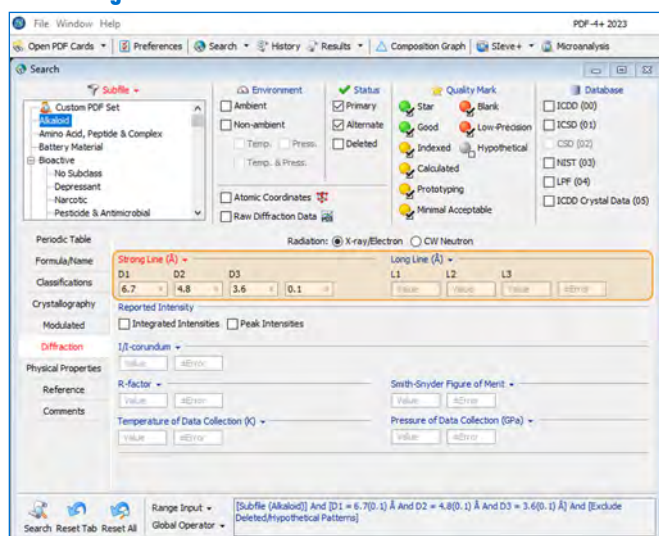 File Window Help PDF-4+ 2023
Open PDF Cards Preferences Search History Results Composition Graph SIeve+ Microanalysis
Search
Subfile Environment Status Quality Mark Database
Custom PDF Set
Alkaloid
Amino Acid, Peptide & Complex
Battery Material
Bioactive
No Subclass
Depressant
Narcotic
Pesticide & Antimicrobial
Ambient
Non-ambient
Temp. Press.
Temp. & Press.
Atomic Coordinates
Raw Diffraction Data
Primary
Alternate
Deleted
Star Blank
Good Low-Precision
Indexed Hypothetical
Calculated
Prototyping
Minimal Acceptable
ICDD (00)
ICSD (01)
CSD (02)
NIST (03)
LPF (04)
ICDD Crystal Data (05)
Periodic Table
Formula/Name
Classifications
Crystallography
Modulated
Diffraction
Physical Properties
Reference
Comments
Radiation: X-ray/Electron CW Neutron
Strong Line (Å) Long Line (Å)
D1 D2 D3 L1 L2 L3
6.7 4.8 3.6 0.1 Value Value Value ±Error
Reported Intensity
Integrated Intensities Peak Intensities
I/I-corundum
Value ±Error
R-factor Smith-Snyder Figure of Merit
Value ±Error Value ±Error
Temperature of Data Collection (K) Pressure of Data Collection (GPa)
Value ±Error Value ±Error
Search Reset Tab Reset All
Range Input
Global Operator
[Subfile (Alkaloid)] And [D1 = 6.7(0.1) Å And D2 = 4.8(0.1) Å And D3 = 3.6(0.1) Å] And [Exclude
Deleted/Hypothetical Patterns]